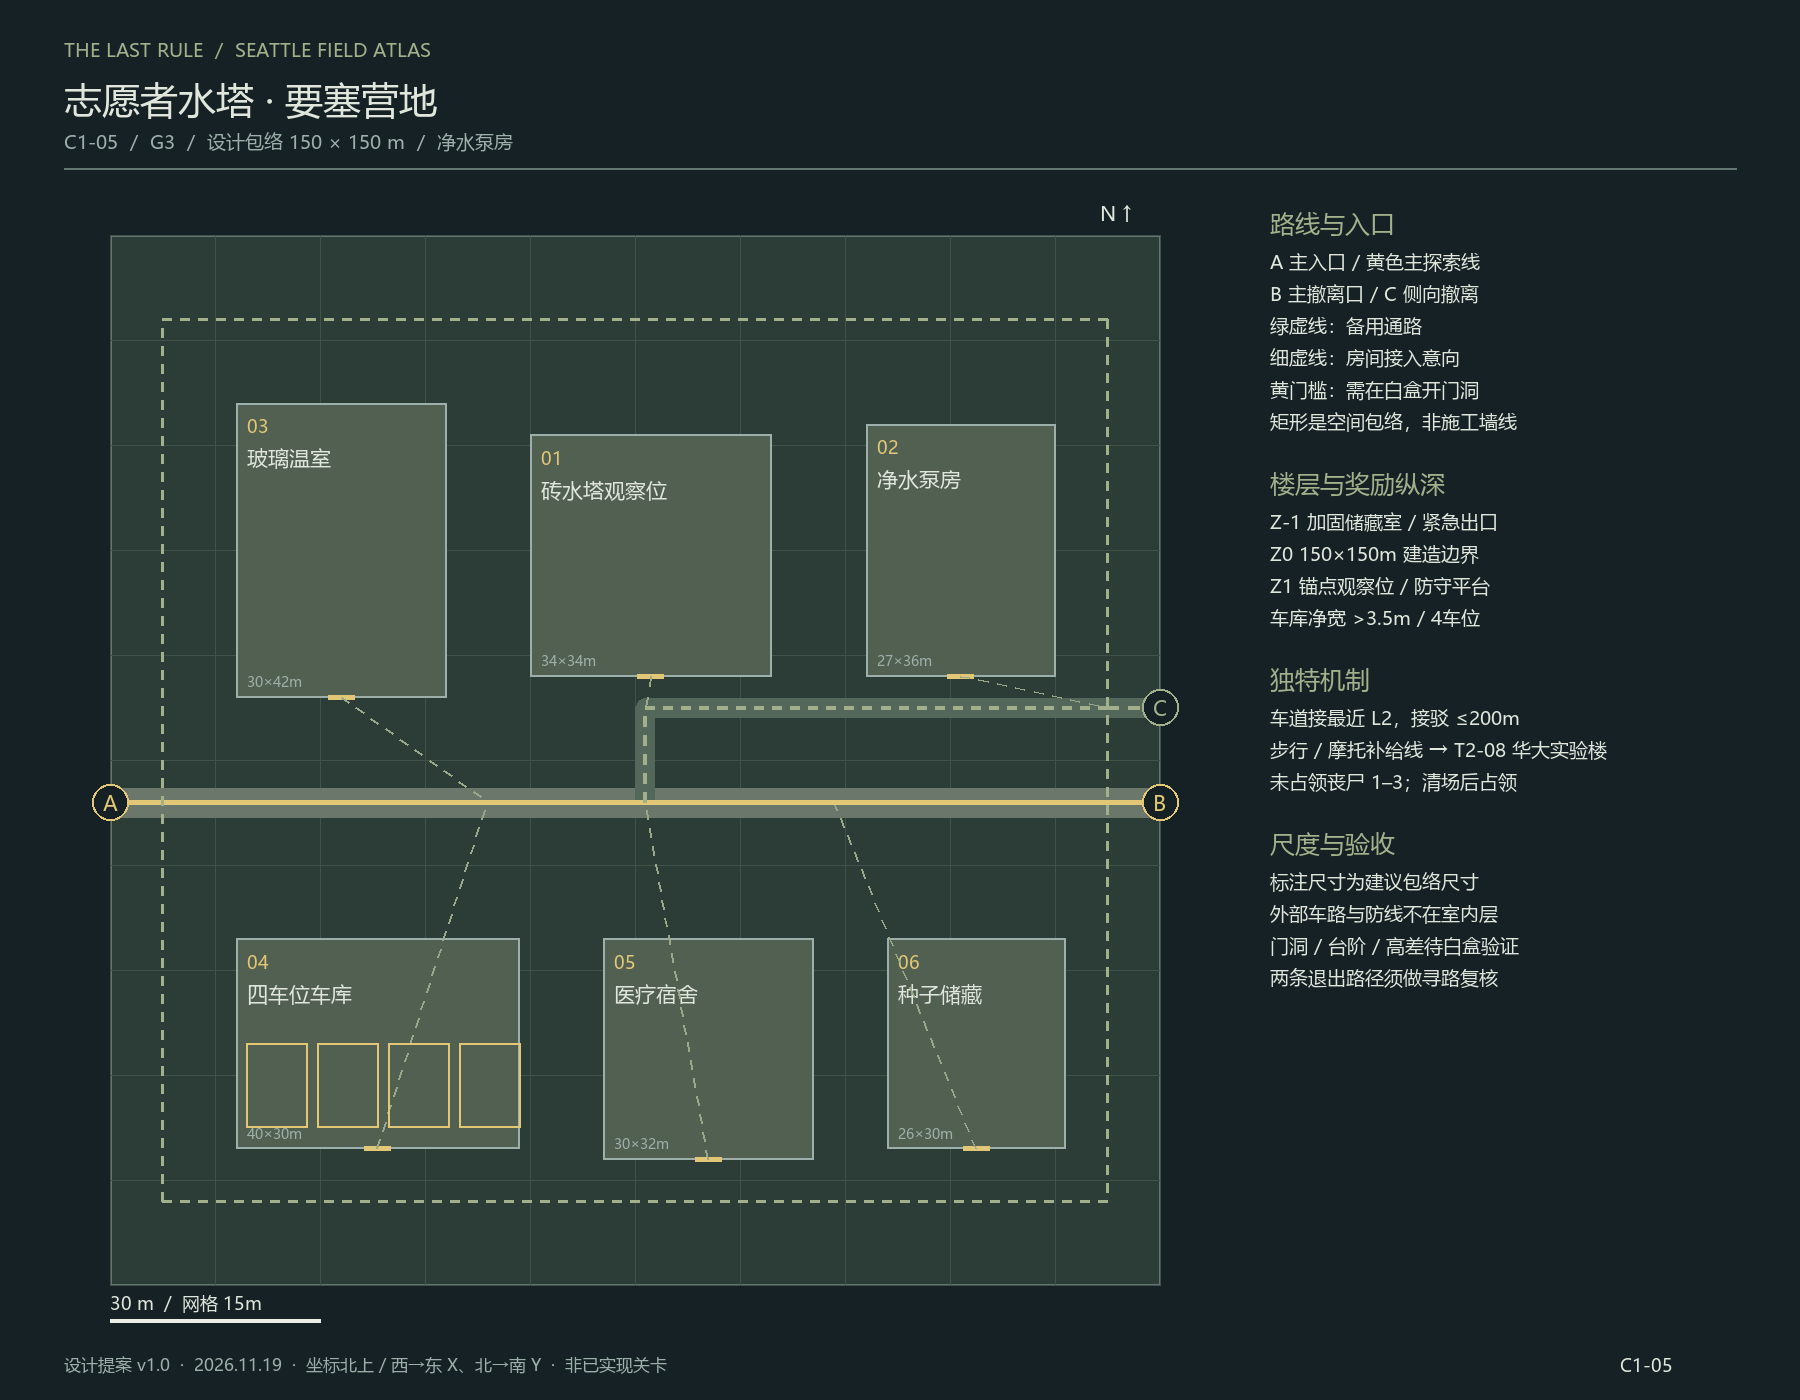 THE LAST RULE / SEATTLE FIELD ATLAS
志愿者水塔 · 要塞营地
C1-05 / G3 / 设计包络 150 × 150 m / 净水泵房
N ↑
03
玻璃温室
30×42m
01
砖水塔观察位
34×34m
02
净水泵房
27×36m
C
A
B
04
四车位车库
40×30m
05
医疗宿舍
30×32m
06
种子储藏
26×30m
30 m / 网格 15m
路线与入口
A 主入口 / 黄色主探索线
B 主撤离口 / C 侧向撤离
绿虚线：备用通路
细虚线：房间接入意向
黄门槛：需在白盒开门洞
矩形是空间包络，非施工墙线
楼层与奖励纵深
Z-1 加固储藏室 / 紧急出口
Z0 150×150m 建造边界
Z1 锚点观察位 / 防守平台
车库净宽 >3.5m / 4车位
独特机制
车道接最近 L2，接驳 ≤200m
步行 / 摩托补给线 → T2-08 华大实验楼
未占领丧尸 1–3；清场后占领
尺度与验收
标注尺寸为建议包络尺寸
外部车路与防线不在室内层
门洞 / 台阶 / 高差待白盒验证
两条退出路径须做寻路复核
设计提案 v1.0 · 2026.11.19 · 坐标北上 / 西→东 X、北→南 Y · 非已实现关卡
C1-05